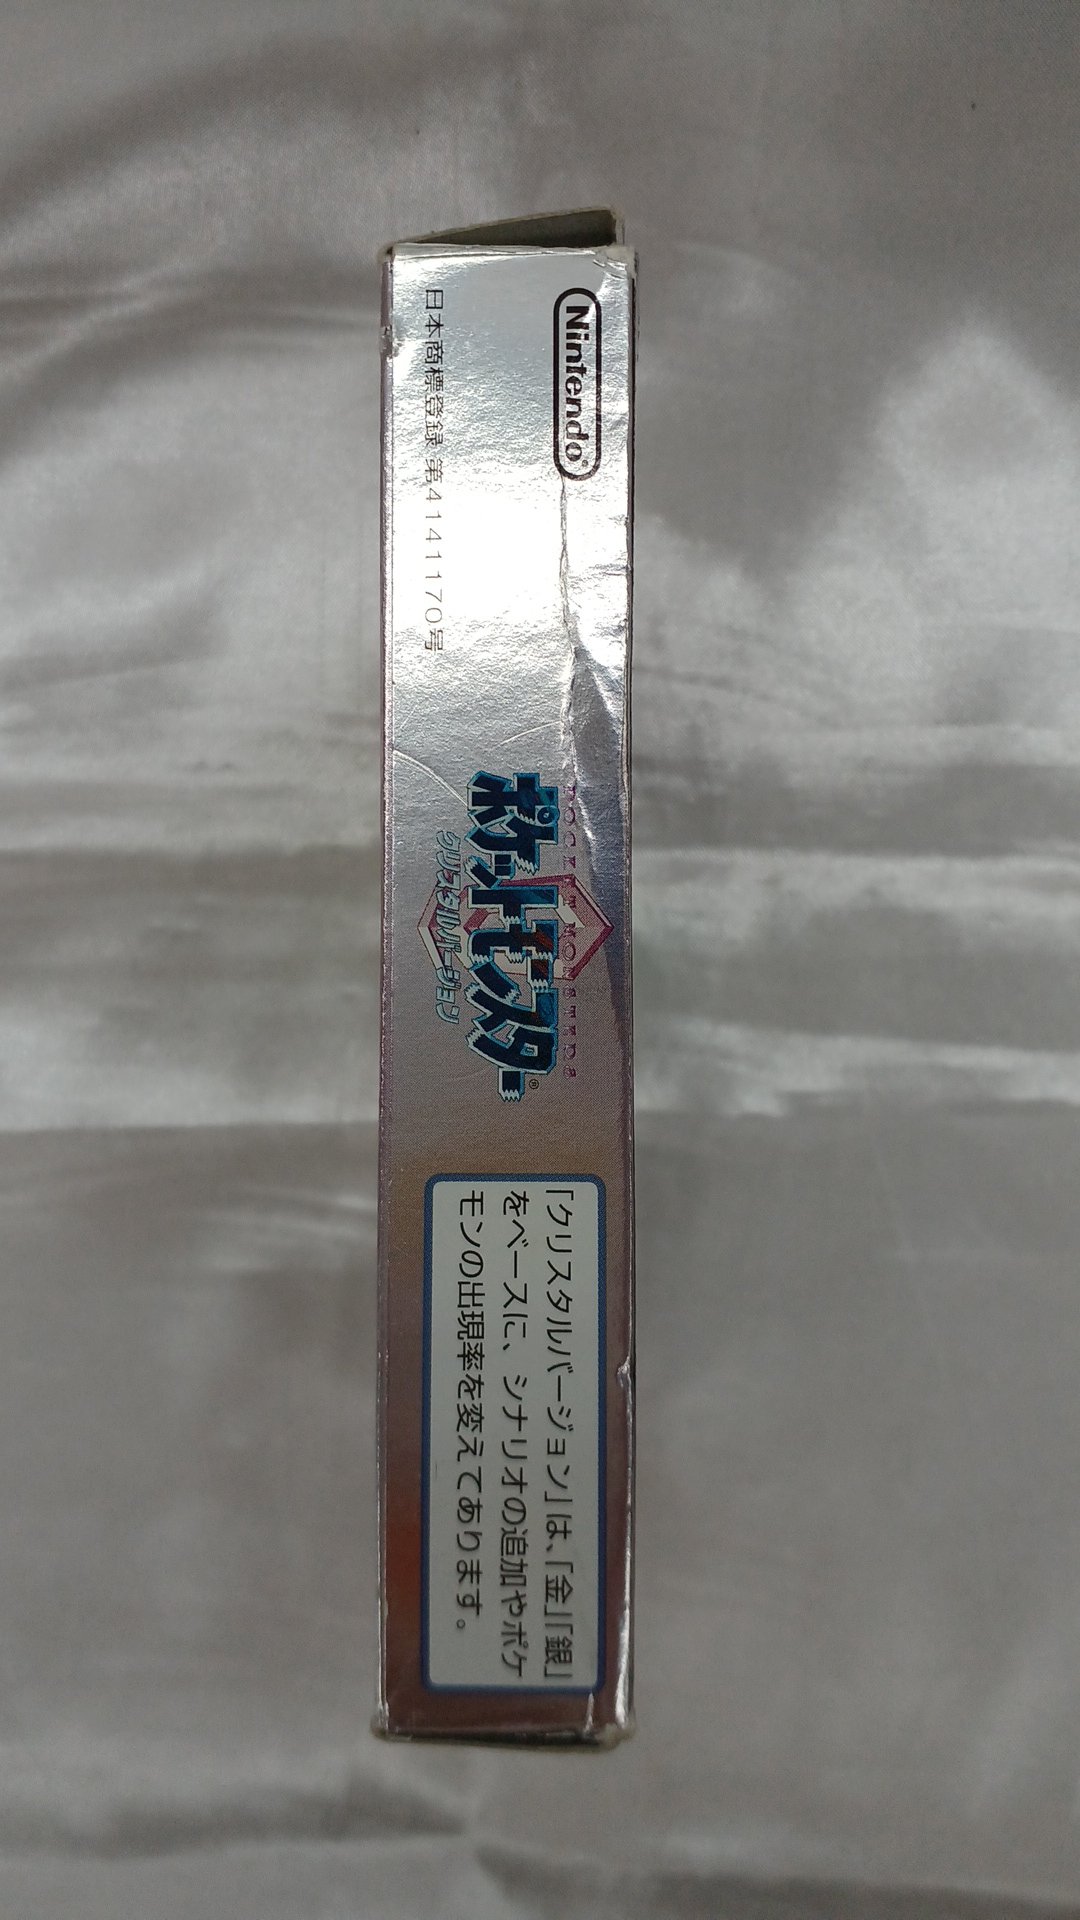 Nintendo®
日本商標登録 第4141170号
POCKET MONSTERS
ポケットモンスター®
クリスタルバージョン
「クリスタルバージョン」は、「金」「銀」
をベースに、シナリオの追加やポケ
モンの出現率を変えてあります。